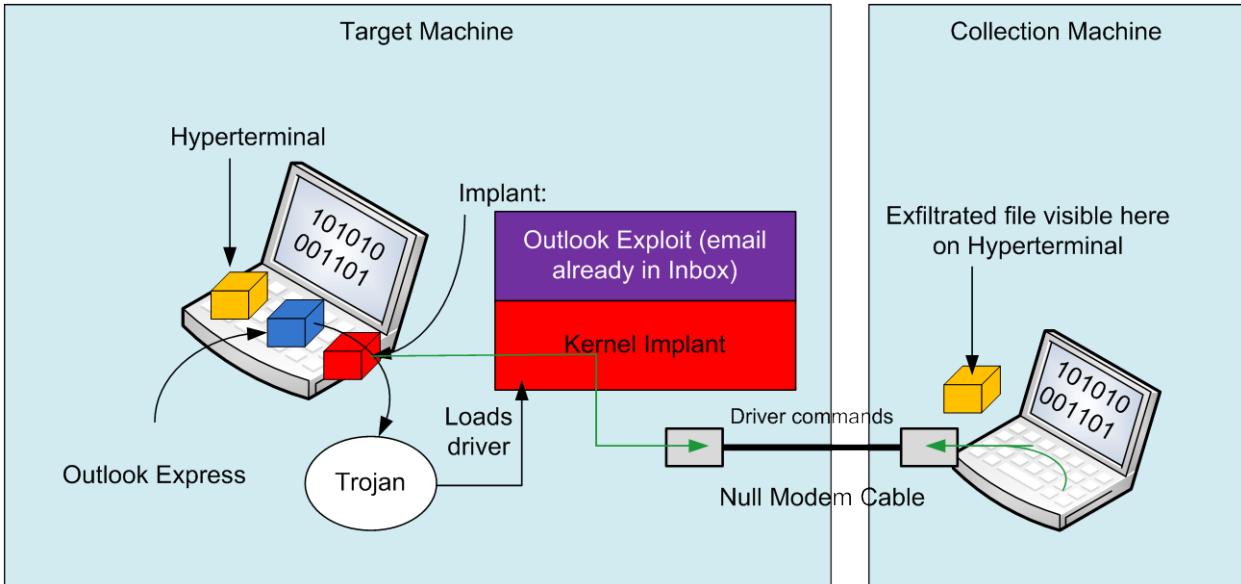 Target Machine
Collection Machine
Hyperterminal
Implant:
101010
001101
Outlook Exploit (email
already in Inbox)
Kernel Implant
Exfiltrated file visible here
on Hyperterminal
101010
001101
Loads
driver
Driver commands
Outlook Express
Trojan
Null Modem Cable